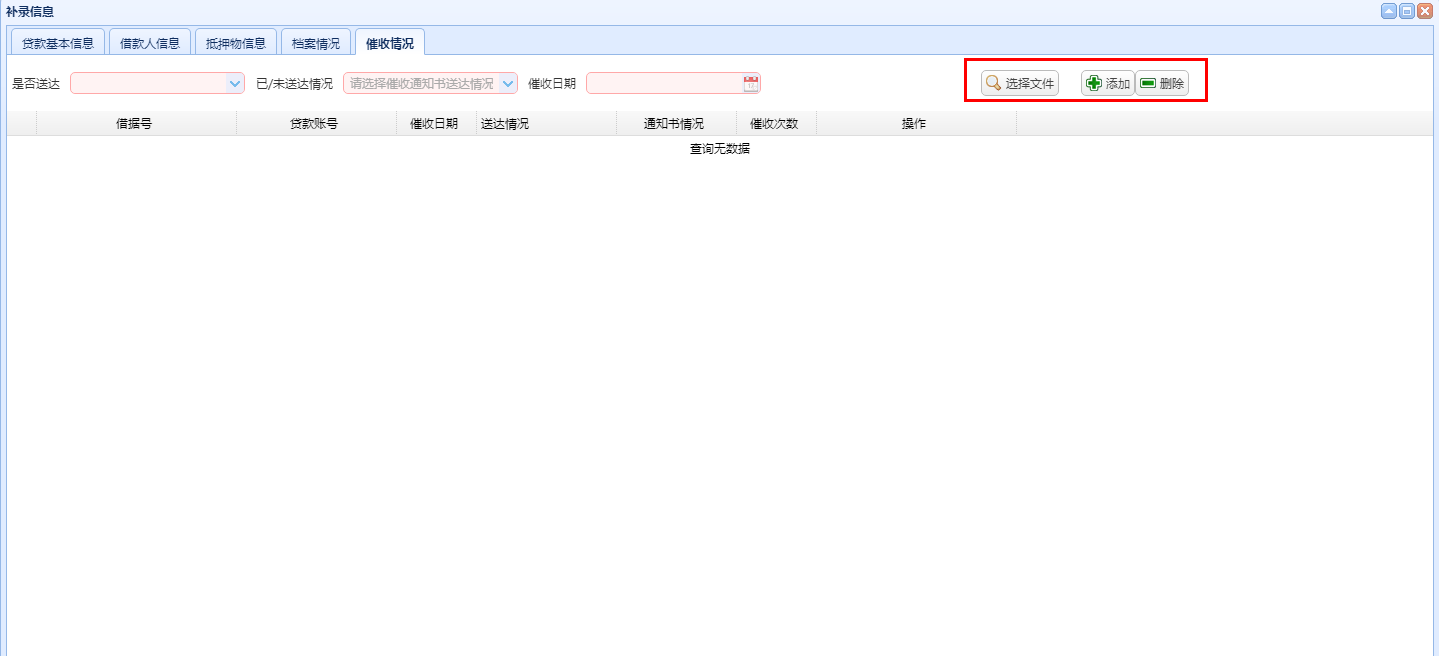 补录信息
贷款基本信息 借款人信息 抵押物信息 档案情况 催收情况
是否送达 已/未送达情况 请选择催收通知书送达情况 催收日期 12 选择文件 添加 删除
借据号 贷款账号 催收日期 送达情况 通知书情况 催收次数 操作
查询无数据